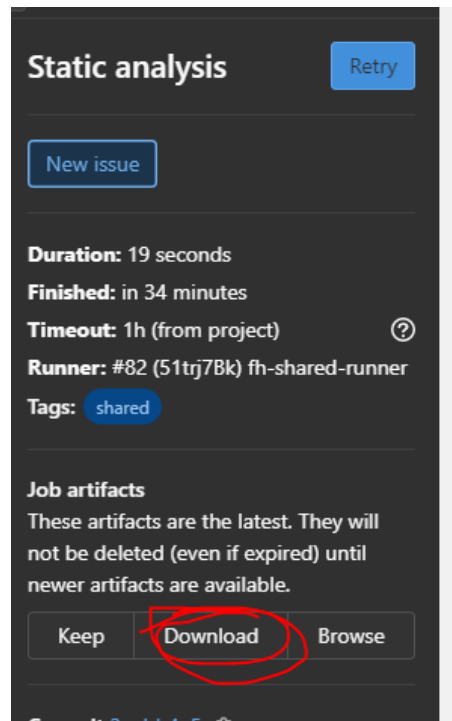 Static analysis
Retry
New issue
Duration: 19 seconds
Finished: in 34 minutes
Timeout: 1h (from project)
Runner: #82 (51trj7Bk) fh-shared-runner
Tags: shared
Job artifacts
These artifacts are the latest. They will
not be deleted (even if expired) until
newer artifacts are available.
Keep Download Browse